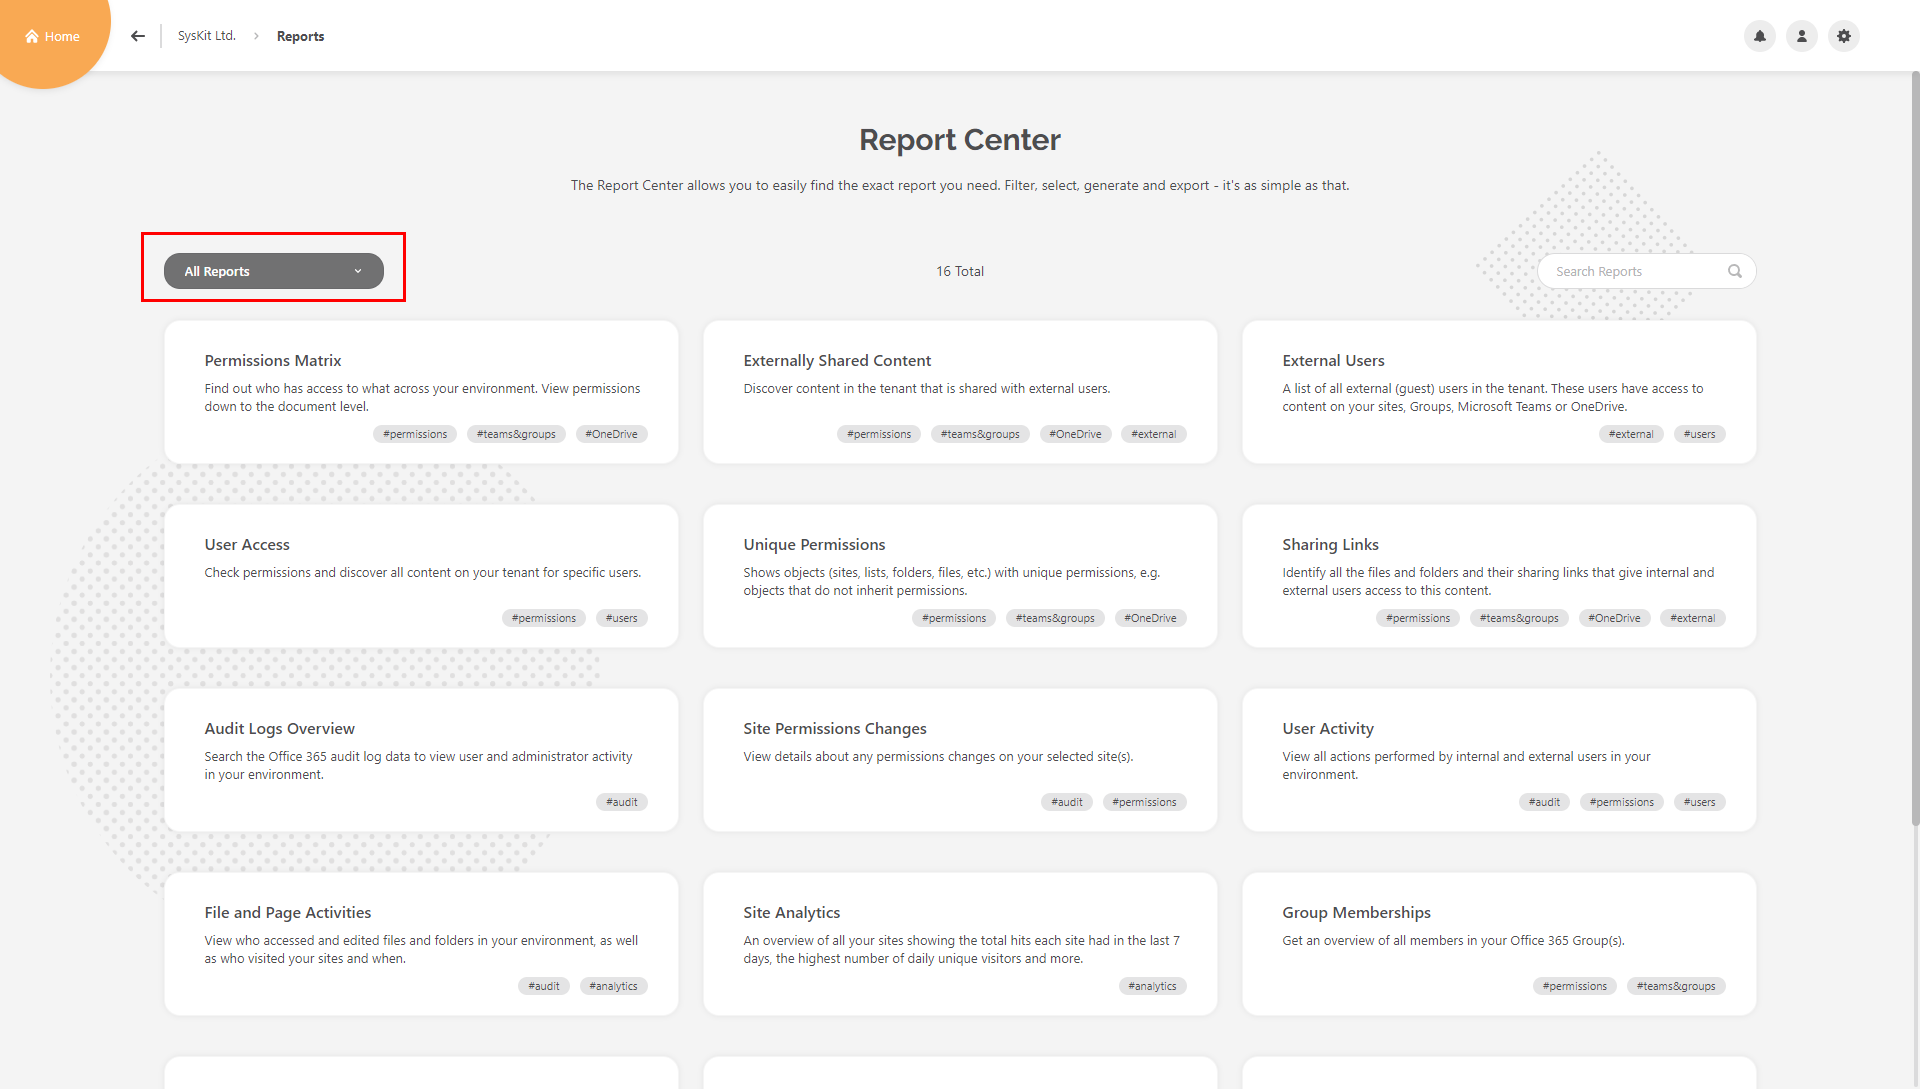 Home
SysKit Ltd.
Reports
Report Center
The Report Center allows you to easily find the exact report you need. Filter, select, generate and export - it's as simple as that.
All Reports
16 Total
Search Reports
Permissions Matrix
Find out who has access to what across your environment. View permissions
down to the document level.
#permissions #teams&groups #OneDrive
Externally Shared Content
Discover content in the tenant that is shared with external users.
#permissions #teams&groups #OneDrive #external
External Users
A list of all external (guest) users in the tenant. These users have access to
content on your sites, Groups, Microsoft Teams or OneDrive.
#external #users
User Access
Check permissions and discover all content on your tenant for specific users.
#permissions #users
Unique Permissions
Shows objects (sites, lists, folders, files, etc.) with unique permissions, e.g.
objects that do not inherit permissions.
#permissions #teams&groups #OneDrive
Sharing Links
Identify all the files and folders and their sharing links that give internal and
external users access to this content.
#permissions #teams&groups #OneDrive #external
Audit Logs Overview
Search the Office 365 audit log data to view user and administrator activity
in your environment.
#audit
Site Permissions Changes
View details about any permissions changes on your selected site(s).
#audit #permissions
User Activity
View all actions performed by internal and external users in your
environment.
#audit #permissions #users
File and Page Activities
View who accessed and edited files and folders in your environment, as well
as who visited your sites and when.
#audit #analytics
Site Analytics
An overview of all your sites showing the total hits each site had in the last 7
days, the highest number of daily unique visitors and more.
#analytics
Group Memberships
Get an overview of all members in your Office 365 Group(s).
#permissions #teams&groups